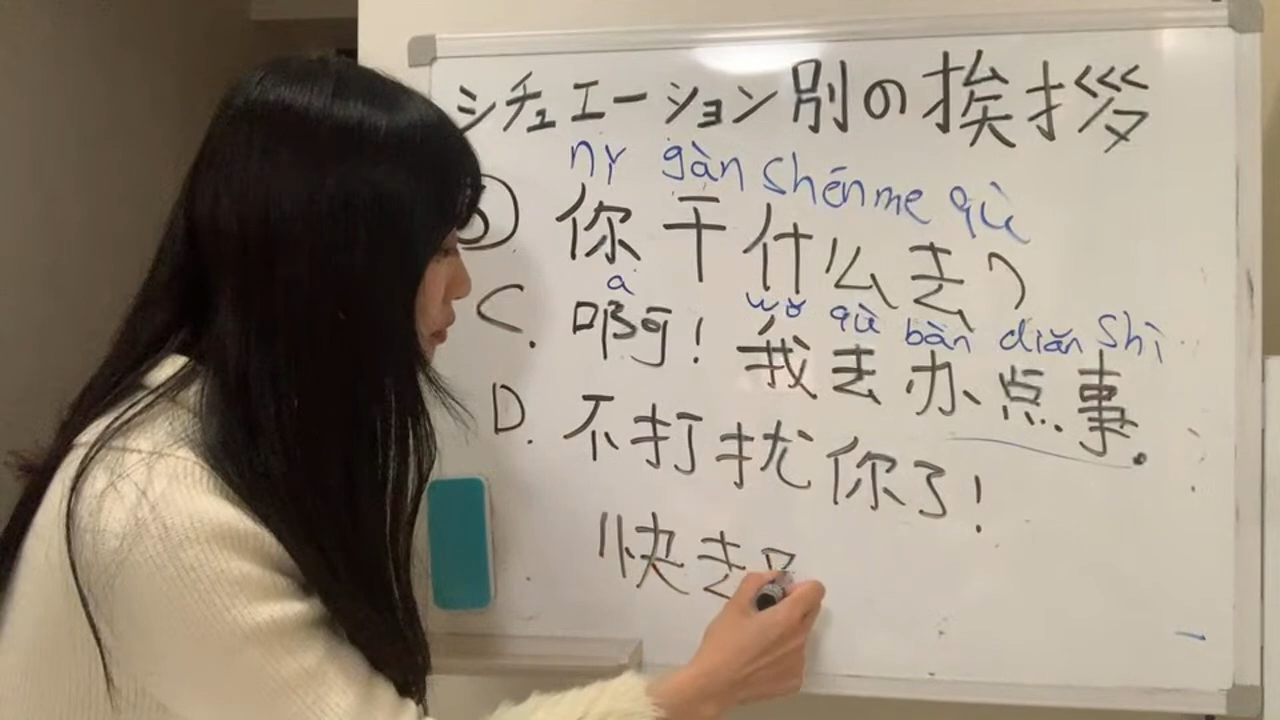 シチュエーション別の挨拶
nǐ gàn shénme qù
B) 你干什么去?
à wǒ qù bàn diǎn shì
C. 啊!我去办点事。
D. 不打扰你了!
快去